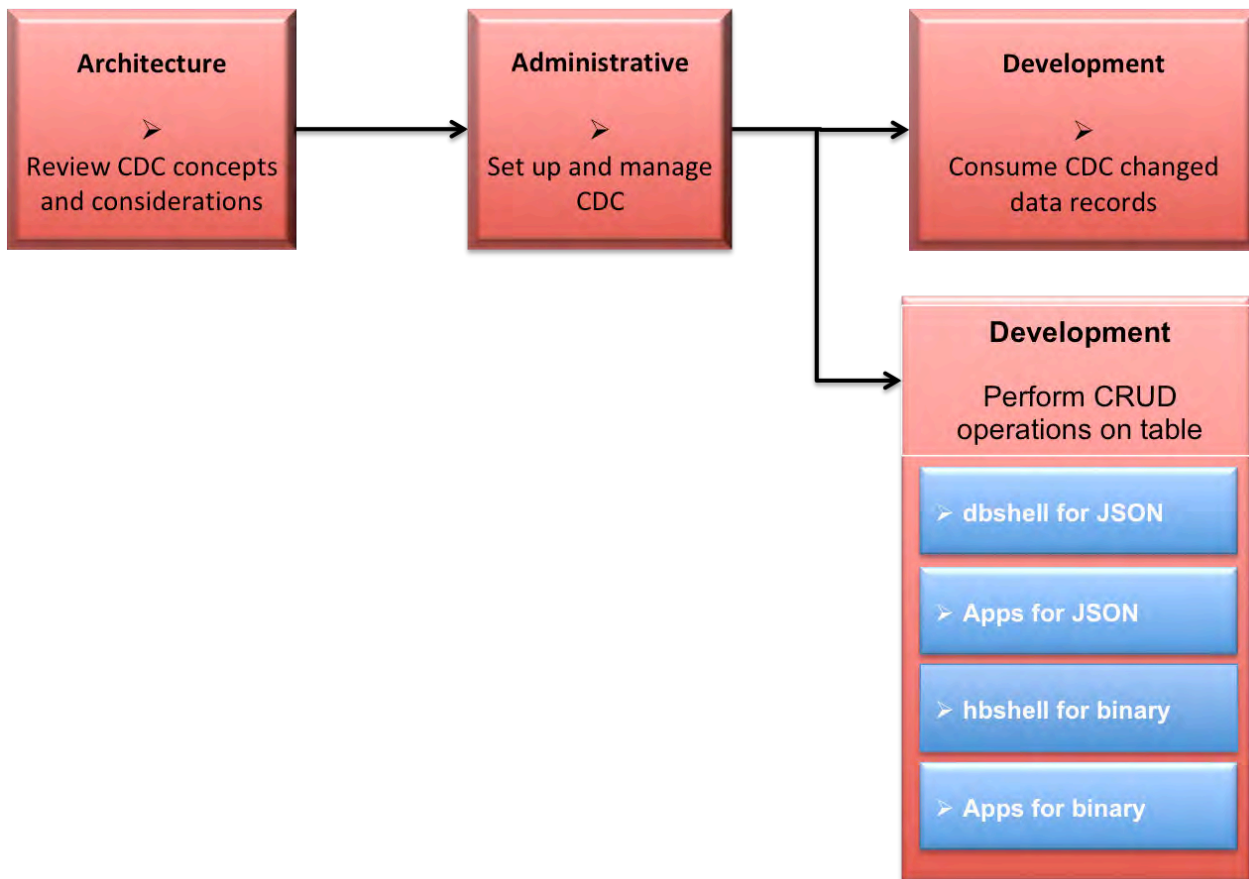 Architecture
➢
Review CDC concepts
and considerations
Administrative
➢
Set up and manage
CDC
Development
➢
Consume CDC changed
data records
Development
Perform CRUD
operations on table
➢ dbshell for JSON
➢ Apps for JSON
➢ hbshell for binary
➢ Apps for binary